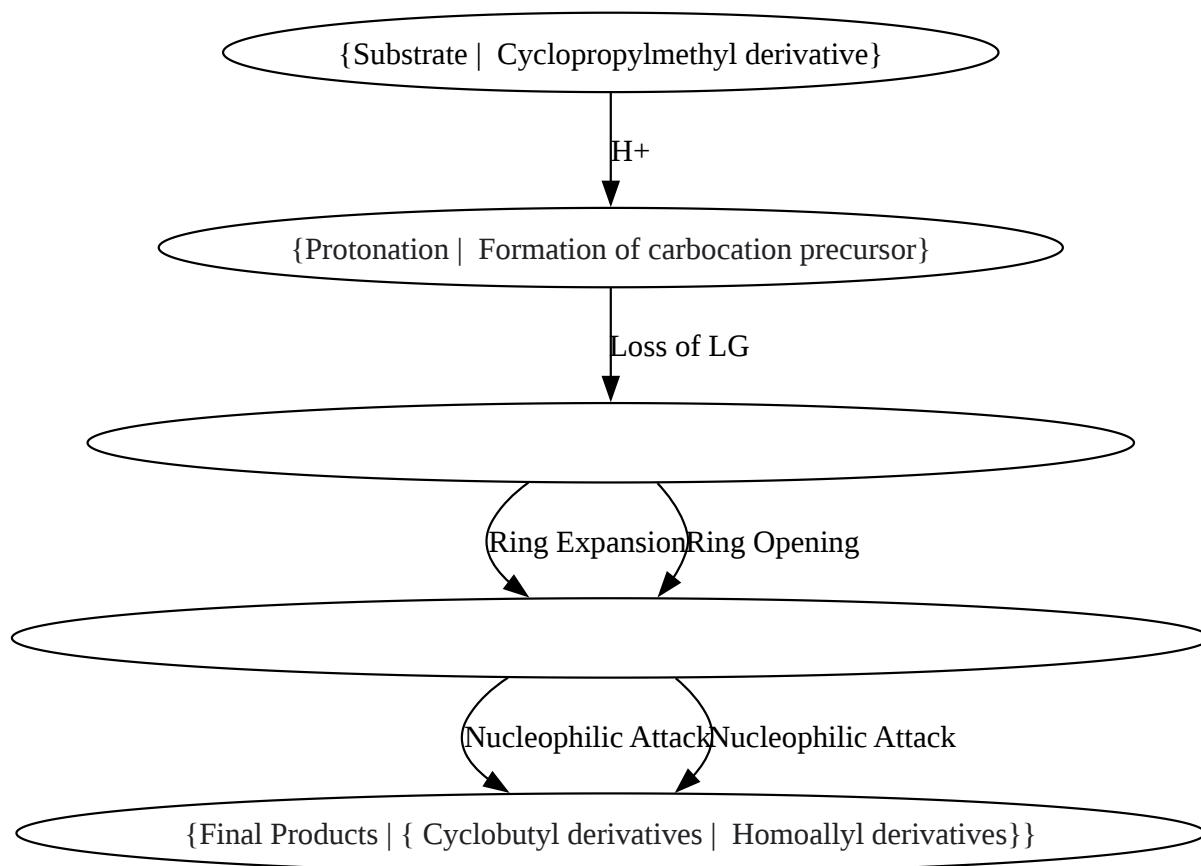 {Substrate | Cyclopropylmethyl derivative}
H+
{Protonation | Formation of carbocation precursor}
Loss of LG
Ring Expansion
Ring Opening
Nucleophilic Attack
Nucleophilic Attack
{Final Products | { Cyclobutyl derivatives | Homoallyl derivatives}}